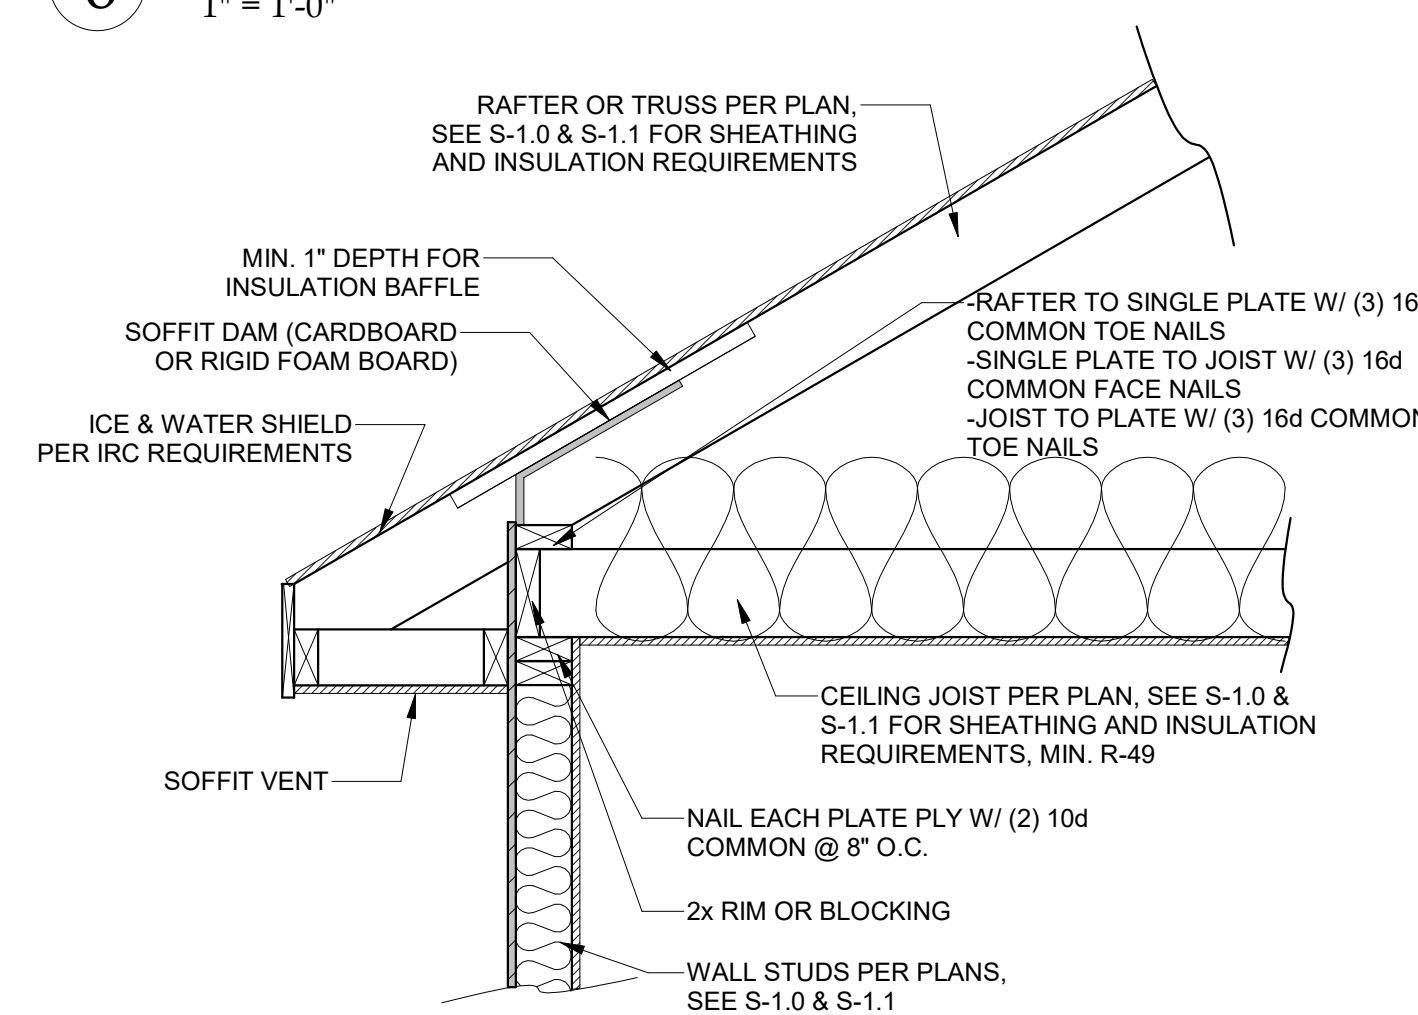 1" = 1'-0"
RAFTER OR TRUSS PER PLAN,
SEE S-1.0 & S-1.1 FOR SHEATHING
AND INSULATION REQUIREMENTS
MIN. 1" DEPTH FOR
INSULATION BAFFLE
SOFFIT DAM (CARDBOARD
OR RIGID FOAM BOARD)
ICE & WATER SHIELD
PER IRC REQUIREMENTS
-RAFTER TO SINGLE PLATE W/ (3) 16
COMMON TOE NAILS
-SINGLE PLATE TO JOIST W/ (3) 16d
COMMON FACE NAILS
-JOIST TO PLATE W/ (3) 16d COMMON
TOE NAILS
CEILING JOIST PER PLAN, SEE S-1.0 &
S-1.1 FOR SHEATHING AND INSULATION
REQUIREMENTS, MIN. R-49
SOFFIT VENT
NAIL EACH PLATE PLY W/ (2) 10d
COMMON @ 8" O.C.
2x RIM OR BLOCKING
WALL STUDS PER PLANS,
SEE S-1.0 & S-1.1